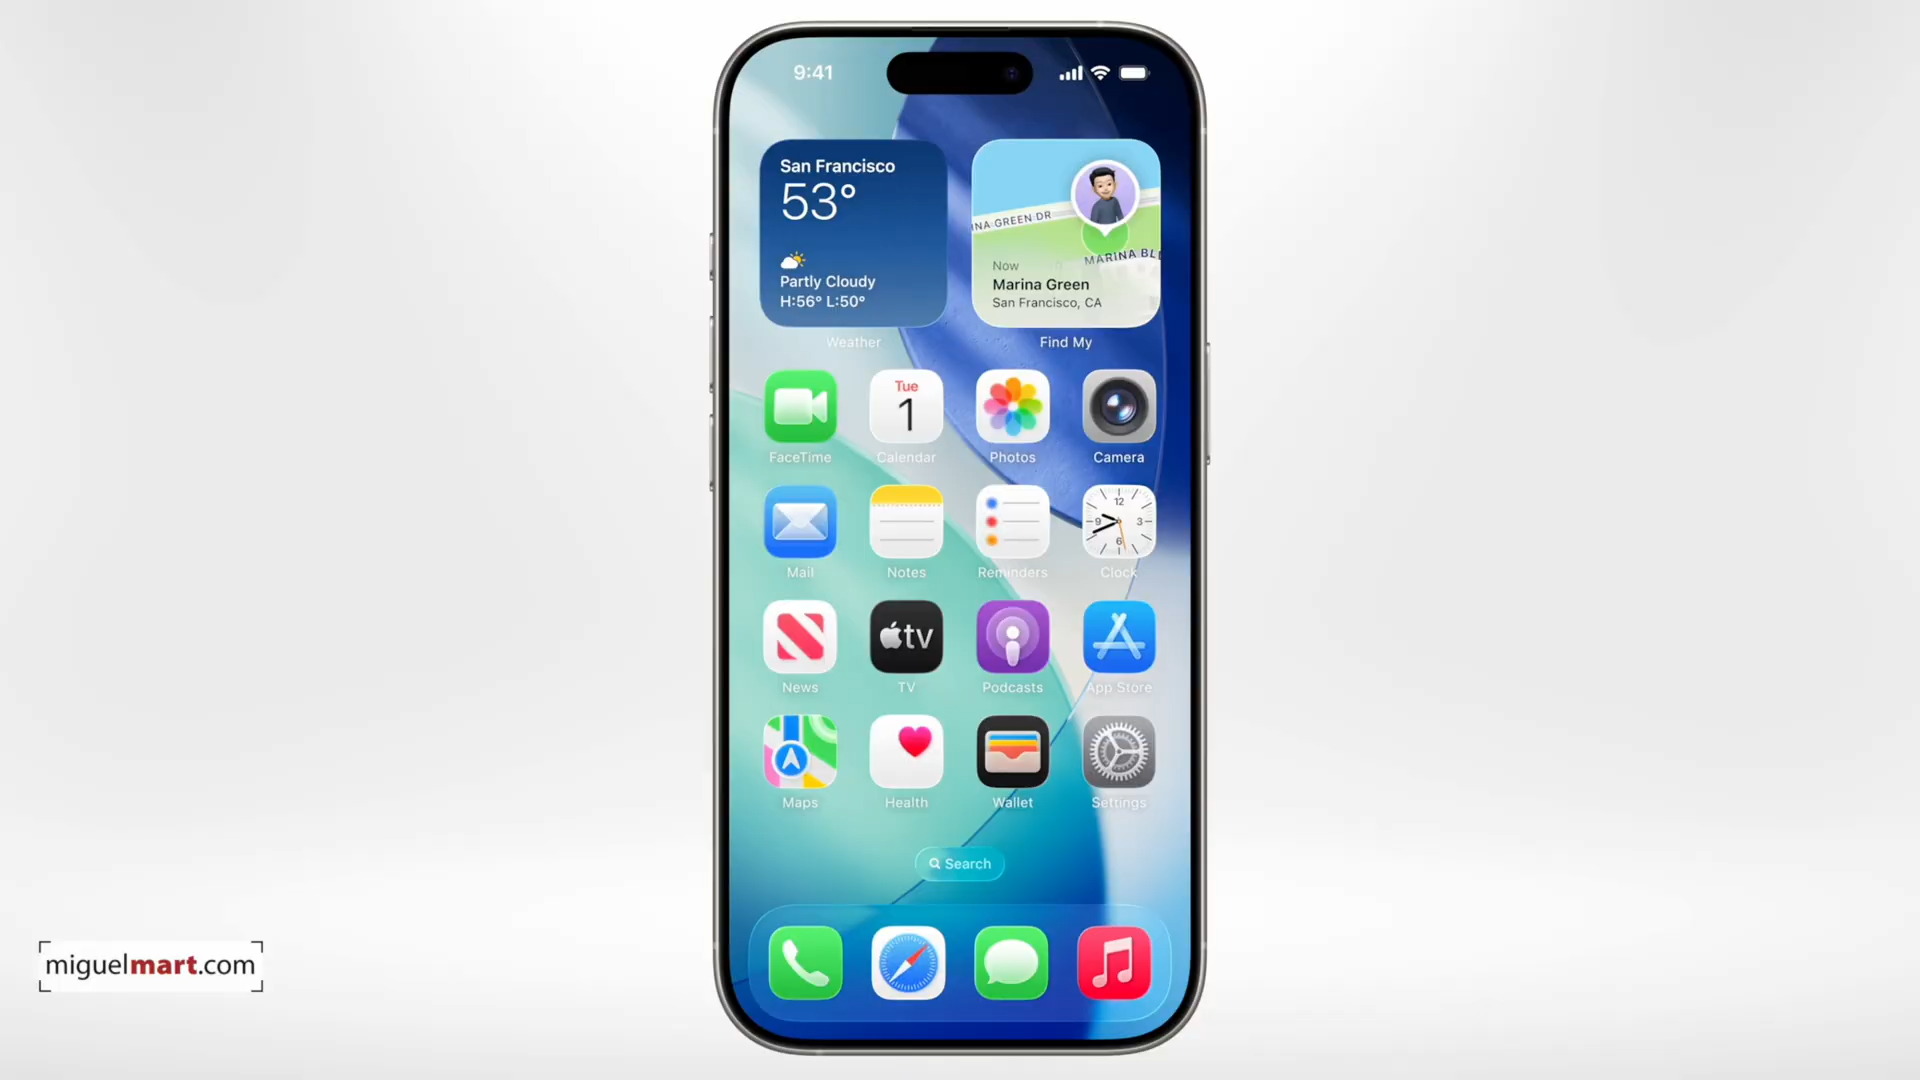 9:41
San Francisco
53°
Partly Cloudy
H:56° L:50°
Weather
INA GREEN DR
MARINA BL
Now
Marina Green
San Francisco, CA
Find My
Tue
1
FaceTime
Calendar
Photos
Camera
12
9
3
6
Mail
Notes
Reminders
Clock
tv
News
TV
Podcasts
App Store
Maps
Health
Wallet
Settings
Search
miguelmart.com